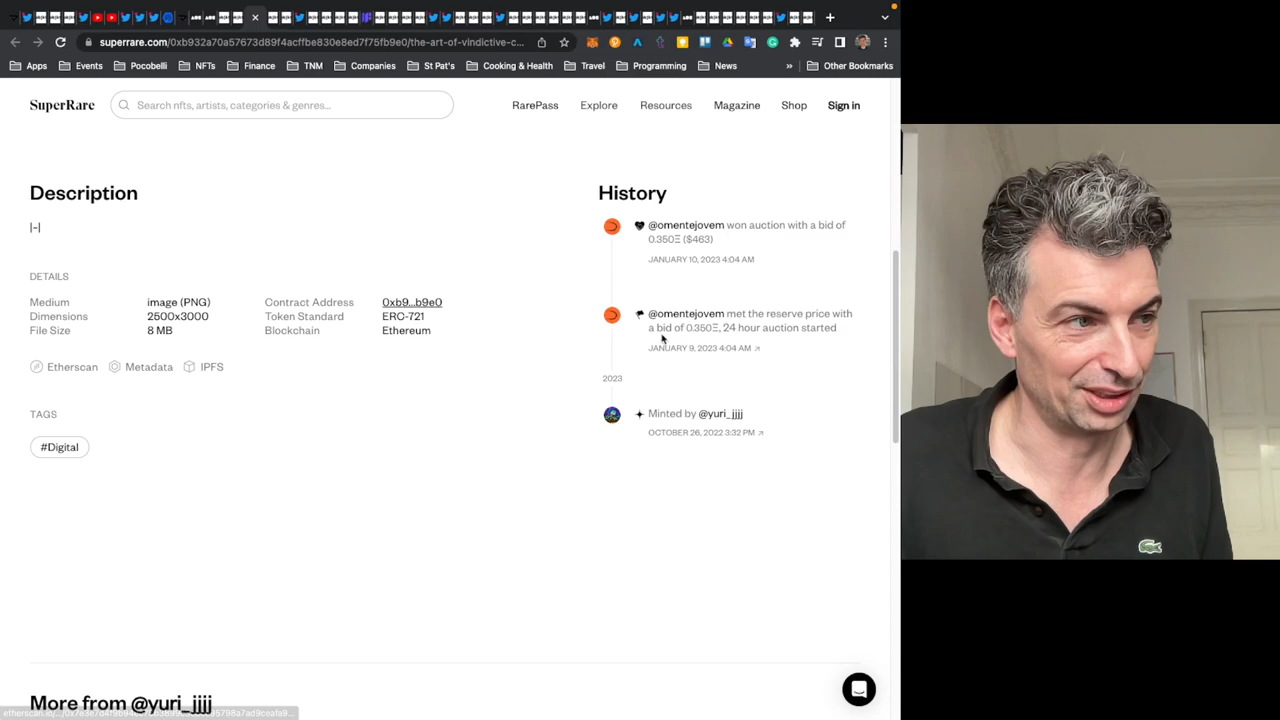 superrare.com/0xb932a70a57673d89f4acffbe830e8ed7f75fb9e0/the-art-of-vindictive-c...
Apps
Events
Pocobelli
NFTs
Finance
TNM
Companies
St Pat's
Cooking & Health
Travel
Programming
News
»
Other Bookmarks
SuperRare
Search nfts, artists, categories & genres...
RarePass
Explore
Resources
Magazine
Shop
Sign in
Description
|-|
DETAILS
Medium image (PNG)
Dimensions 2500x3000
File Size 8 MB
Contract Address 0xb9...b9e0
Token Standard ERC-721
Blockchain Ethereum
Etherscan
Metadata
IPFS
TAGS
#Digital
History
@omentejovem won auction with a bid of
0.350Ξ ($463)
JANUARY 10, 2023 4:04 AM
@omentejovem met the reserve price with
a bid of 0.350Ξ, 24 hour auction started
JANUARY 9, 2023 4:04 AM
2023
Minted by @yuri_jjjj
OCTOBER 26, 2022 3:32 PM
More from @yuri_jjjj